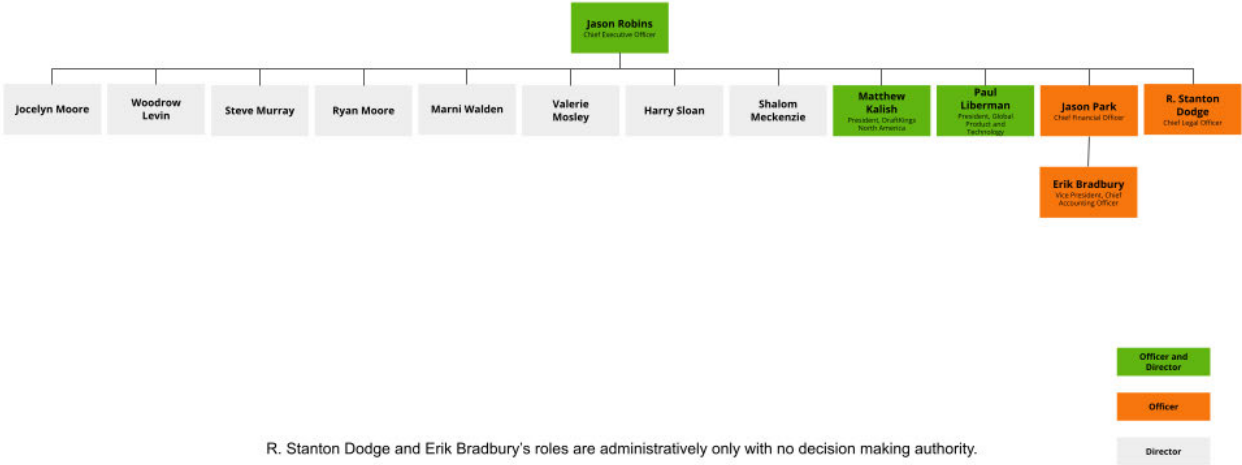 Jason Robins
Chief Executive Officer
Jocelyn Moore
Woodrow
Levin
Steve Murray
Ryan Moore
Marni Walden
Valerie
Mosley
Harry Sloan
Shalom
Meckenzie
Matthew
Kalish
President, DraftKings
North America
Paul
Liberman
President, Global
Product and
Technology
Jason Park
Chief Financial Officer
R. Stanton
Dodge
Chief Legal Officer
Erik Bradbury
Vice President, Chief
Accounting Officer
Officer and
Director
Officer
Director
R. Stanton Dodge and Erik Bradbury’s roles are administratively only with no decision making authority.